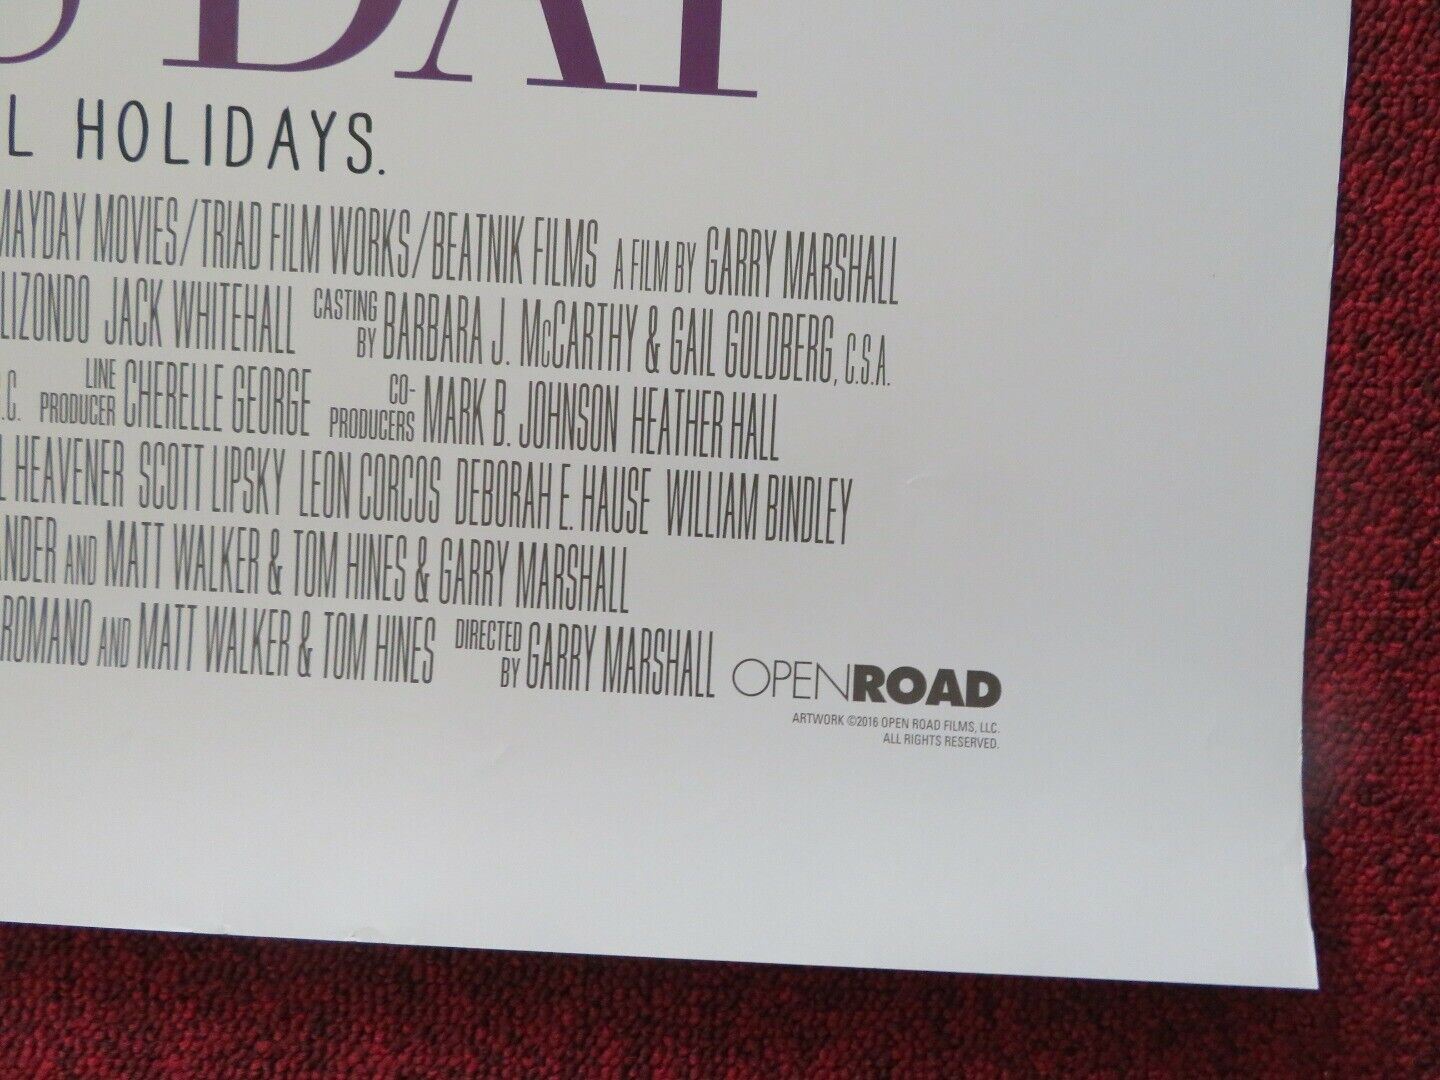 DAY
L HOLIDAYS.
MAYDAY MOVIES/TRIAD FILM WORKS/BEATNIK FILMS A FILM BY GARRY MARSHALL
LIZONDO JACK WHITEHALL CASTING BY BARBARA J. McCARTHY & GAIL GOLDBERG, C.S.A.
.C. LINE PRODUCER CHERELLE GEORGE CO-PRODUCERS MARK B. JOHNSON HEATHER HALL
L HEAVENER SCOTT LIPSKY LEON CORCOS DEBORAH E. HAUSE WILLIAM BINDLEY
ANDER AND MATT WALKER & TOM HINES & GARRY MARSHALL
ROMANO AND MATT WALKER & TOM HINES DIRECTED BY GARRY MARSHALL
OPENROAD
ARTWORK ©2016 OPEN ROAD FILMS, LLC.
ALL RIGHTS RESERVED.